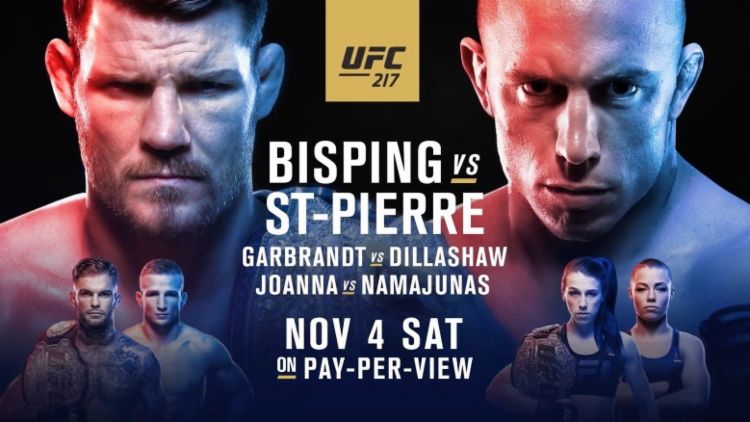 UFC
217
BISPING VS
ST-PIERRE
GARBRANDT VS DILLASHAW
JOANNA VS NAMAJUNAS
NOV 4 SAT
ON PAY-PER-VIEW